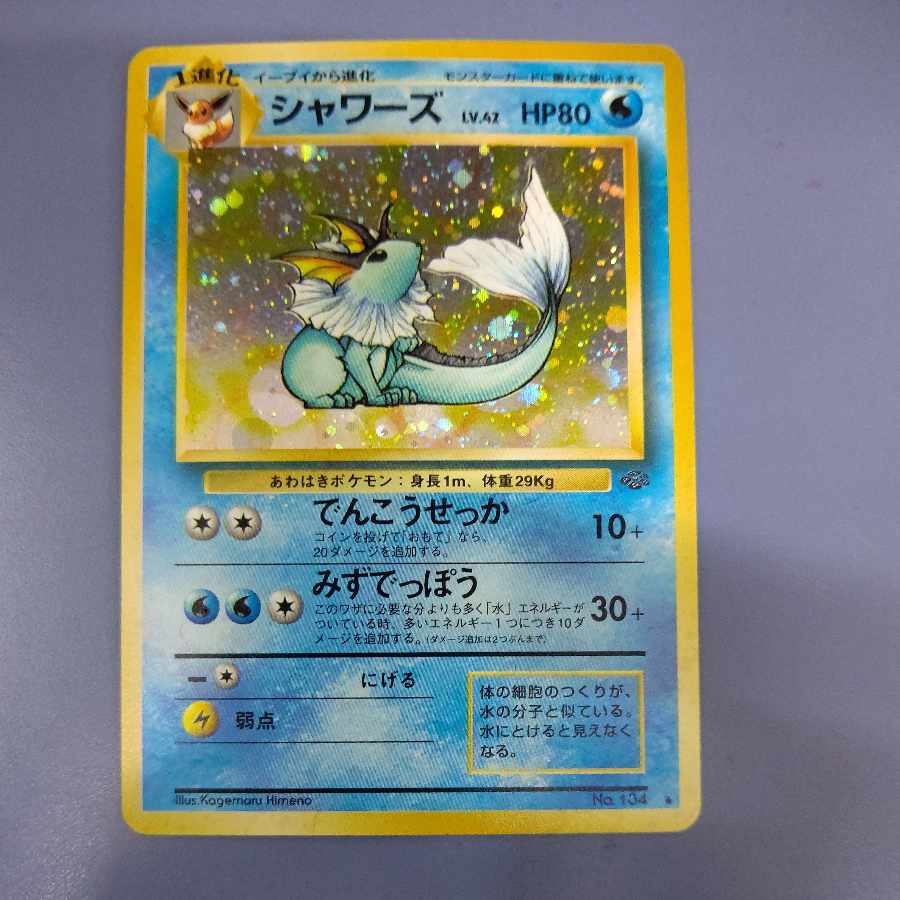 1進化 イーブイから進化 モンスターカードに重ねて使います。
シャワーズ LV.42 HP80
あわはきポケモン：身長1m、体重29Kg
でんこうせっか 10+
コインを投げて「おもて」なら、
20ダメージを追加する。
みずでっぽう 30+
このワザに必要な分よりも多く「水」エネルギーが
ついている時、多いエネルギー1つにつき10ダ
メージを追加する。(ダメージ追加は2つぶんまで)
にげる
弱点
体の細胞のつくりが、
水の分子と似ている。
水にとけると見えなく
なる。
Illus.Kagemaru Himeno No. 134